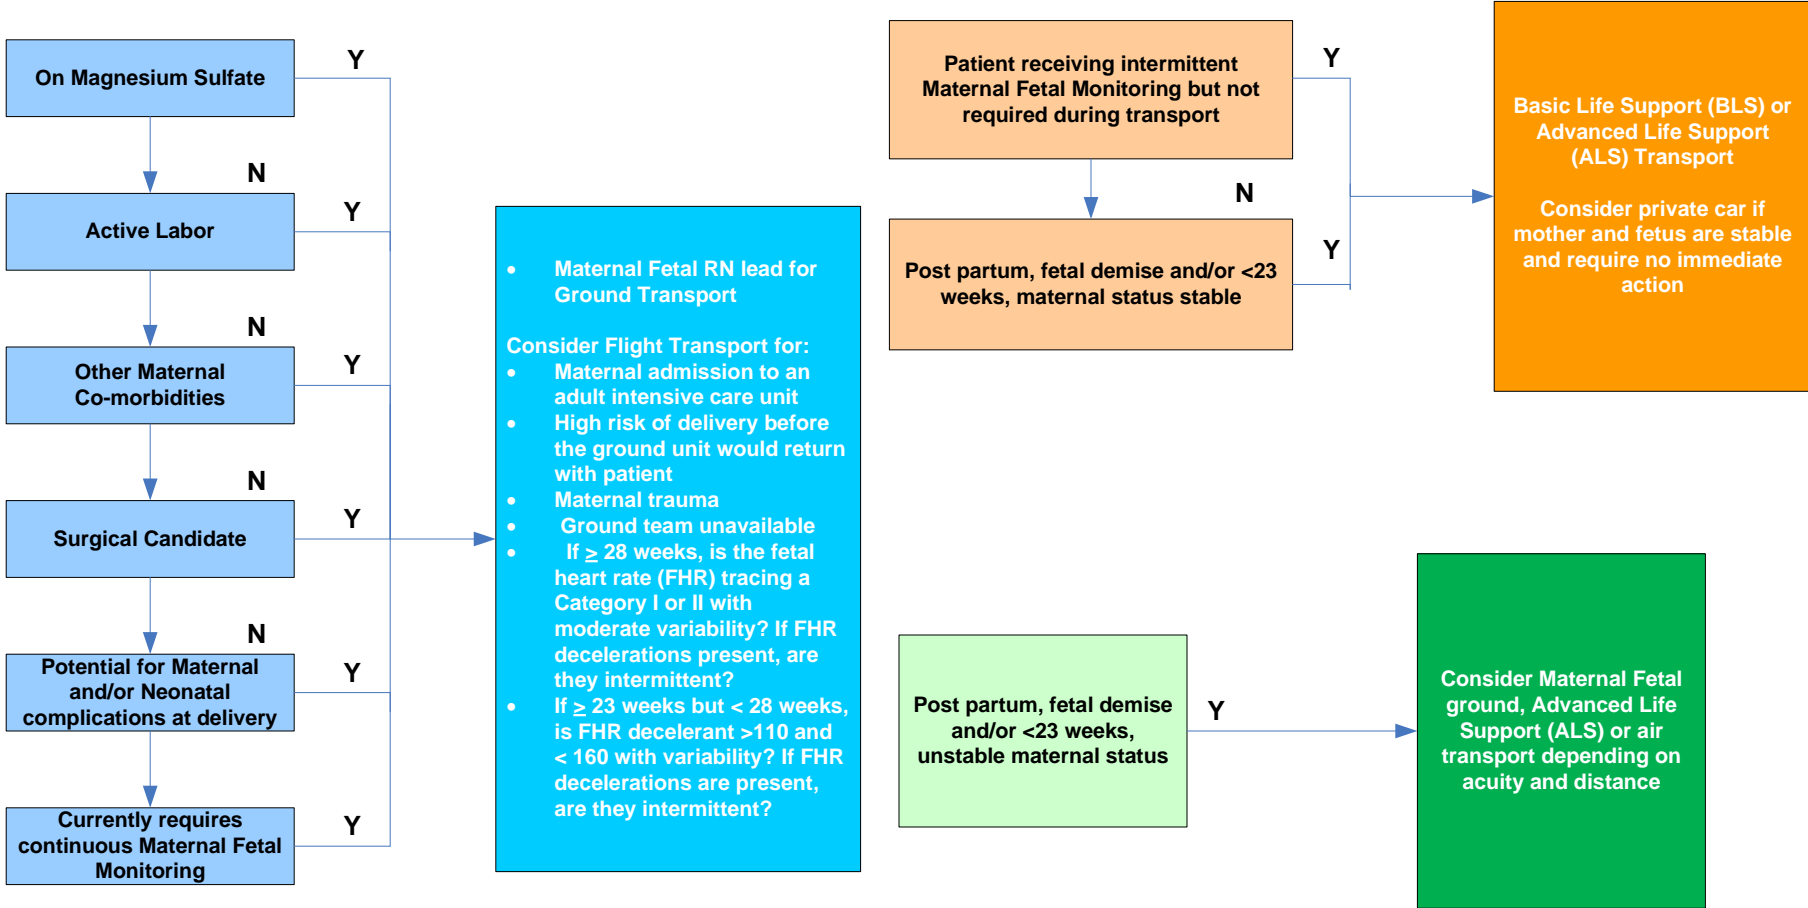 On Magnesium Sulfate
Y
N
Active Labor
Y
N
Other Maternal
Co-morbidities
Y
N
Surgical Candidate
Y
N
Potential for Maternal
and/or Neonatal
complications at delivery
Y
Currently requires
continuous Maternal Fetal
Monitoring
Y
• Maternal Fetal RN lead for
Ground Transport
Consider Flight Transport for:
• Maternal admission to an
adult intensive care unit
• High risk of delivery before
the ground unit would return
with patient
• Maternal trauma
• Ground team unavailable
• If ≥ 28 weeks, is the fetal
heart rate (FHR) tracing a
Category I or II with
moderate variability? If FHR
decelerations present, are
they intermittent?
• If ≥ 23 weeks but < 28 weeks,
is FHR decelerant >110 and
< 160 with variability? If FHR
decelerations are present,
are they intermittent?
Patient receiving intermittent
Maternal Fetal Monitoring but not
required during transport
Y
N
Post partum, fetal demise and/or <23
weeks, maternal status stable
Y
Basic Life Support (BLS) or
Advanced Life Support
(ALS) Transport
Consider private car if
mother and fetus are stable
and require no immediate
action
Post partum, fetal demise
and/or <23 weeks,
unstable maternal status
Y
Consider Maternal Fetal
ground, Advanced Life
Support (ALS) or air
transport depending on
acuity and distance